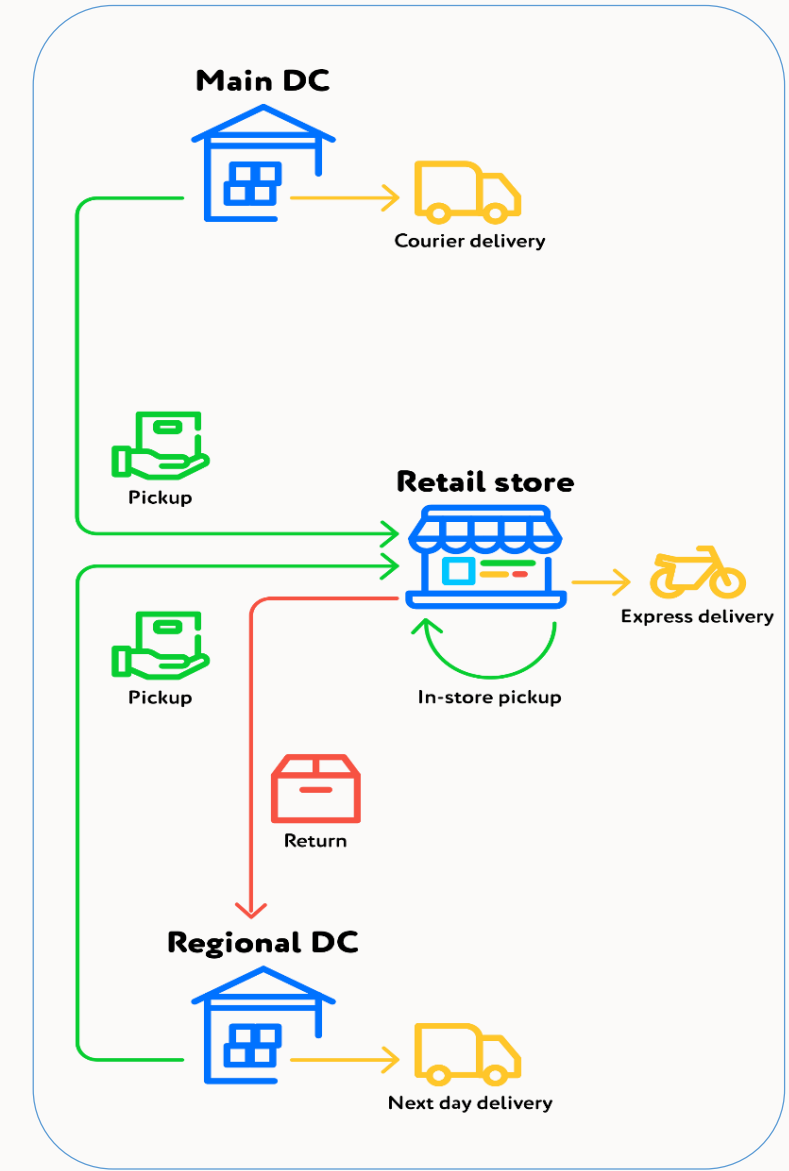 Main DC
Courier delivery
Pickup
Retail store
Express delivery
Pickup
In-store pickup
Return
Regional DC
Next day delivery